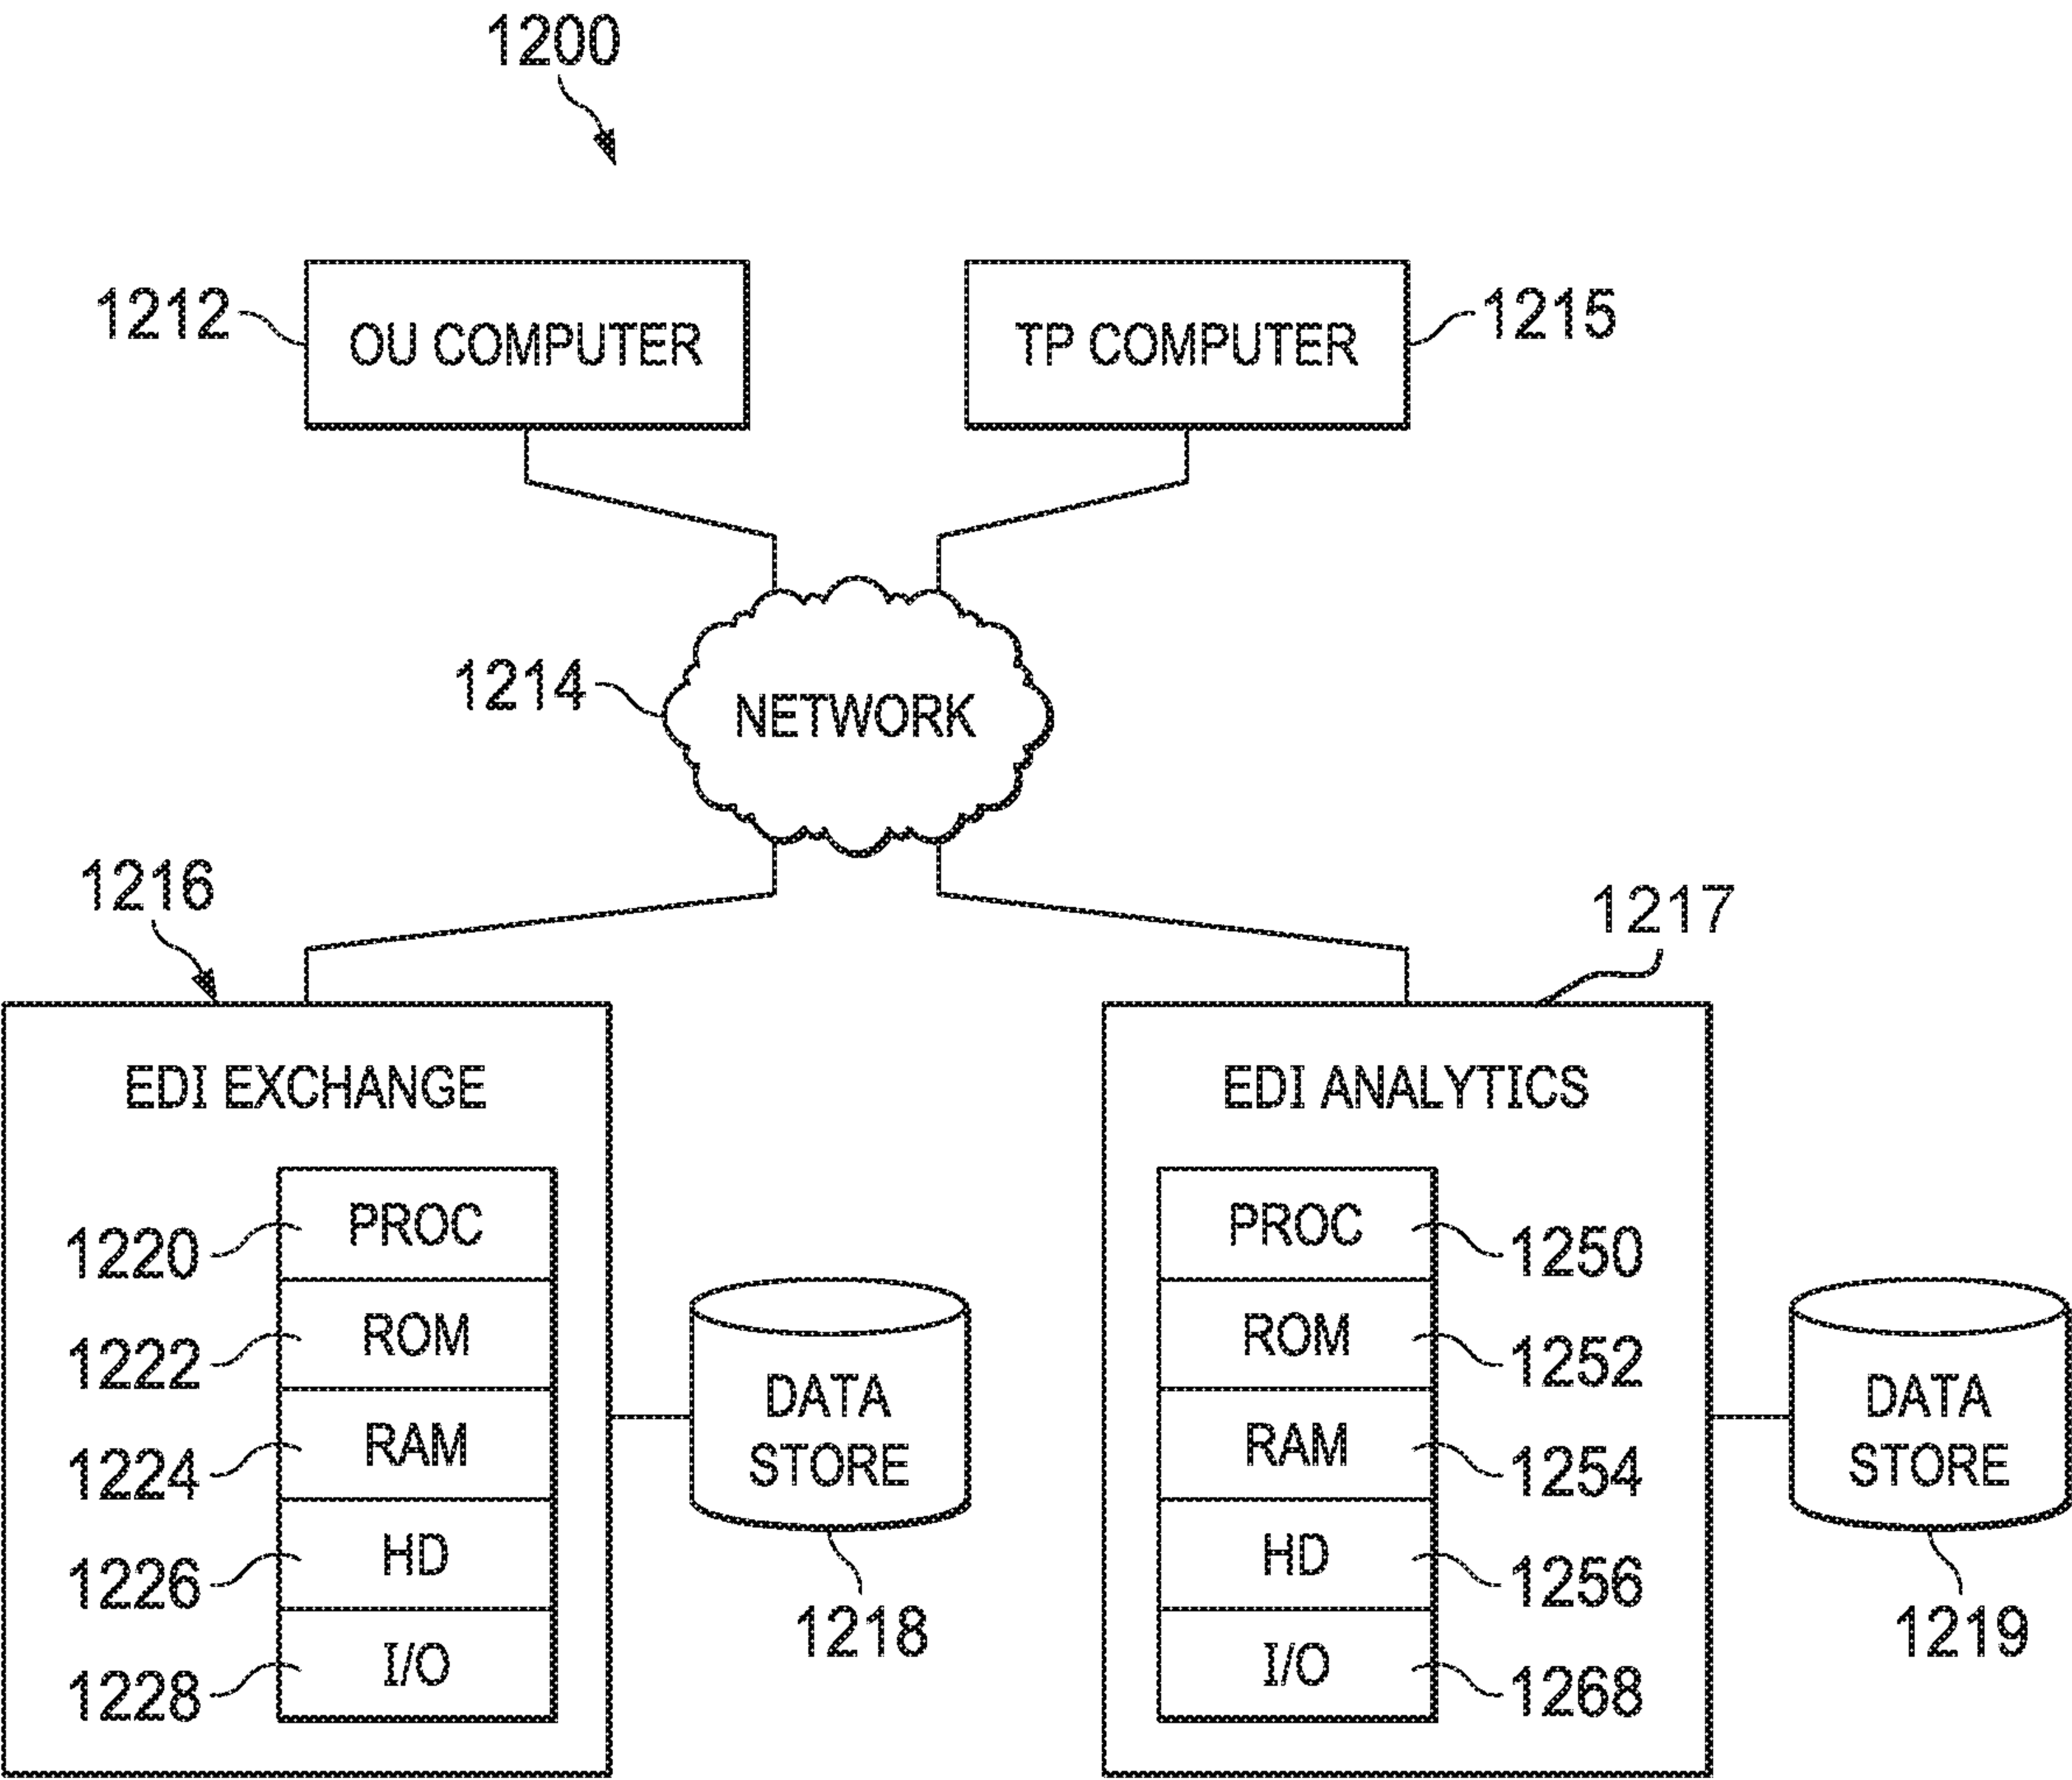 1200
1212
OU COMPUTER
TP COMPUTER
1215
1214
NETWORK
1216
1217
EDI EXCHANGE
1220
PROC
1222
ROM
1224
RAM
1226
HD
1228
I/O
DATA
STORE
1218
EDI ANALYTICS
PROC
1250
ROM
1252
RAM
1254
HD
1256
I/O
1268
DATA
STORE
1219